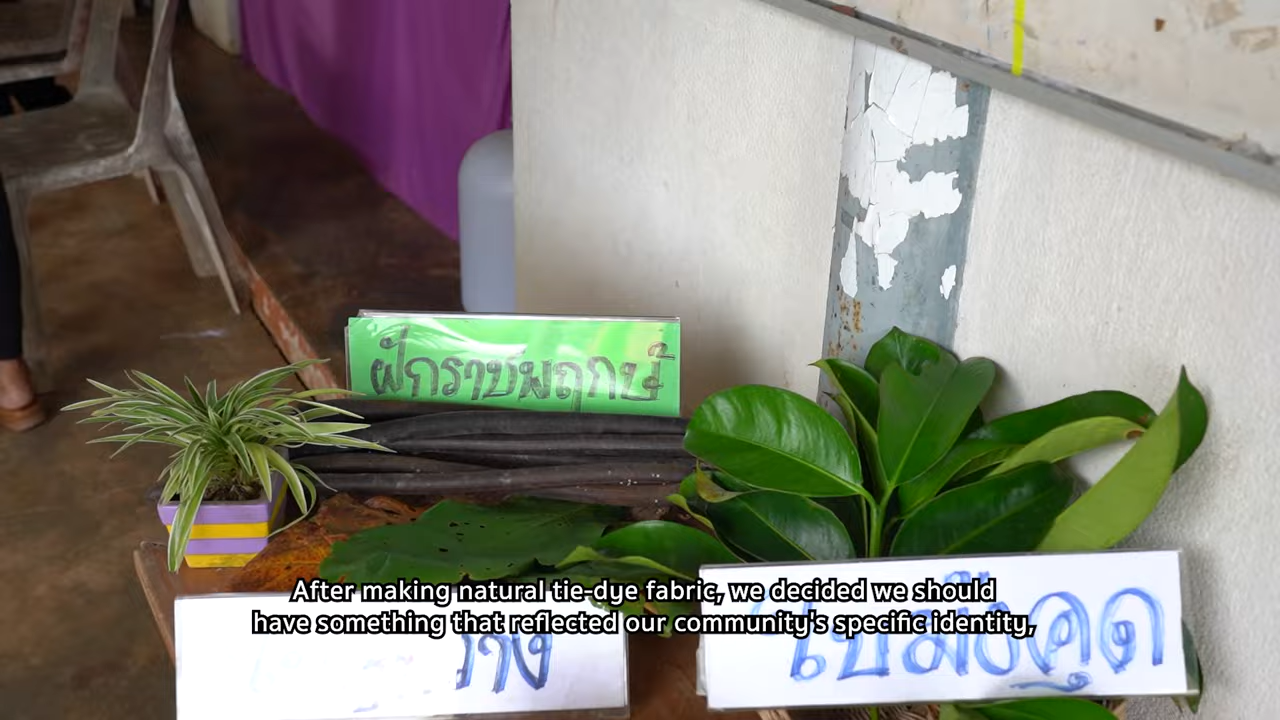 ฝักราชพฤกษ์
After making natural tie-dye fabric, we decided we should
have something that reflected our community's specific identity,
ใบมังคุด